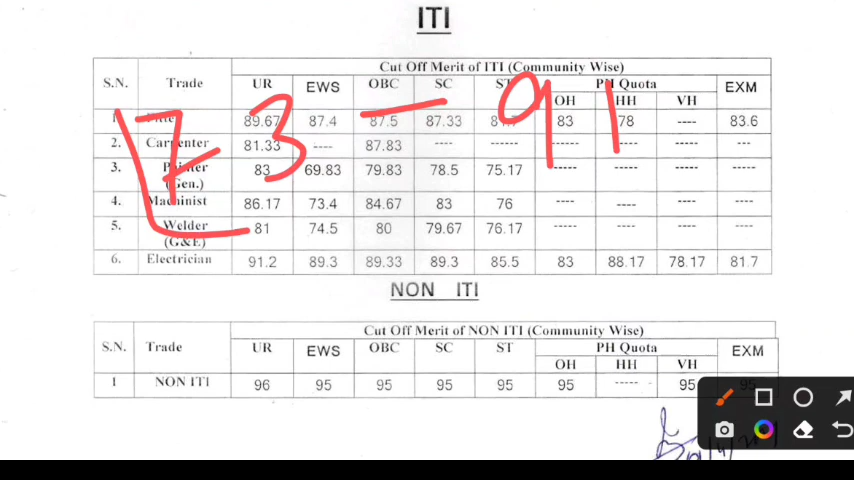 ITI
Cut Off Merit of ITI (Community Wise)
S.N. Trade UR EWS OBC SC ST PH Quota EXM
OH HH VH
1. 89.67 87.4 87.5 87.33 83 78 ---- 83.6
2. Carpenter 81.33 ---- 87.83 ---- ------ ------ ---- ---- ---
3. (Gen.) 83 69.83 79.83 78.5 75.17 ----- ----- ----- -----
4. Machinist 86.17 73.4 84.67 83 76 ---- ---- ---- ----
5. Welder (G&E) 81 74.5 80 79.67 76.17 ----- ---- ---- ----
6. Electrician 91.2 89.3 89.33 89.3 85.5 83 88.17 78.17 81.7
73 - 91
NON ITI
Cut Off Merit of NON ITI (Community Wise)
S.N. Trade UR EWS OBC SC ST PH Quota EXM
OH HH VH
1 NON ITI 96 95 95 95 95 95 ----- 95 95